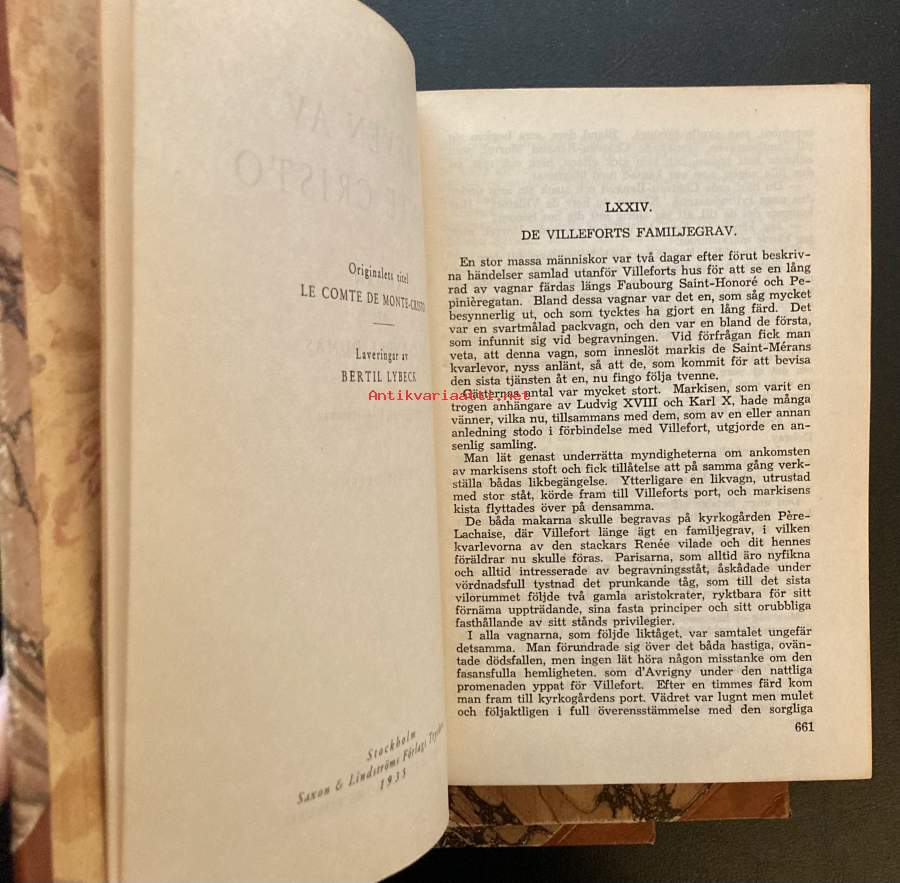 Originalets titel
LE COMTE DE MONTE-CRISTO
Laveringar av
BERTIL LYBECK
Stockholm
Saxon & Lindströms Förlags
1933
Antikvariaatti.net
LXXIV.
DE VILLEFORTS FAMILJEGRAV.
En stor massa människor var två dagar efter förut beskriv-
na händelser samlad utanför Villeforts hus för att se en lång
rad av vagnar färdas längs Faubourg Saint-Honoré och Pe-
pinièregatan. Bland dessa vagnar var det en, som såg mycket
besynnerlig ut, och som tycktes ha gjort en lång färd. Det
var en svartmålad packvagn, och den var en bland de första,
som infunnit sig vid begravningen. Vid förfrågan fick man
veta, att denna vagn, som inneslöt markis de Saint-Mérans
kvarlevor, nyss anlänt, så att de, som kommit för att bevisa
den sista tjänsten åt en, nu fingo följa tvenne.
Gästernas antal var mycket stort. Markisen, som varit en
trogen anhängare av Ludvig XVIII och Karl X, hade många
vänner, vilka nu, tillsammans med dem, som av en eller annan
anledning stodo i förbindelse med Villefort, utgjorde en an-
senlig samling.
Man lät genast underrätta myndigheterna om ankomsten
av markisens stoft och fick tillåtelse att på samma gång verk-
ställa bådas likbegängelse. Ytterligare en likvagn, utrustad
med stor ståt, körde fram till Villeforts port, och markisens
kista flyttades över på densamma.
De båda makarna skulle begravas på kyrkogården Père-
Lachaise, där Villefort länge ägt en familjegrav, i vilken
kvarlevorna av den stackars Renée vilade och dit hennes
föräldrar nu skulle föras. Parisarna, som alltid äro nyfikna
och alltid intresserade av begravningsståt, åskådade under
vördnadsfull tystnad det prunkande tåg, som till det sista
vilorummet följde två gamla aristokrater, ryktbara för sitt
förnäma uppträdande, sina fasta principer och sitt orubbliga
fasthållande av sitt stånds privilegier.
I alla vagnarna, som följde liktåget, var samtalet ungefär
detsamma. Man förundrade sig över det båda hastiga, ovän-
tade dödsfallen, men ingen lät höra någon misstanke om den
fasansfulla hemligheten. som d'Avrigny under den nattliga
promenaden yppat för Villefort. Efter en timmes färd kom
man fram till kyrkogårdens port. Vädret var lugnt men mulet
och följaktligen i full överensstämmelse med den sorgliga
661